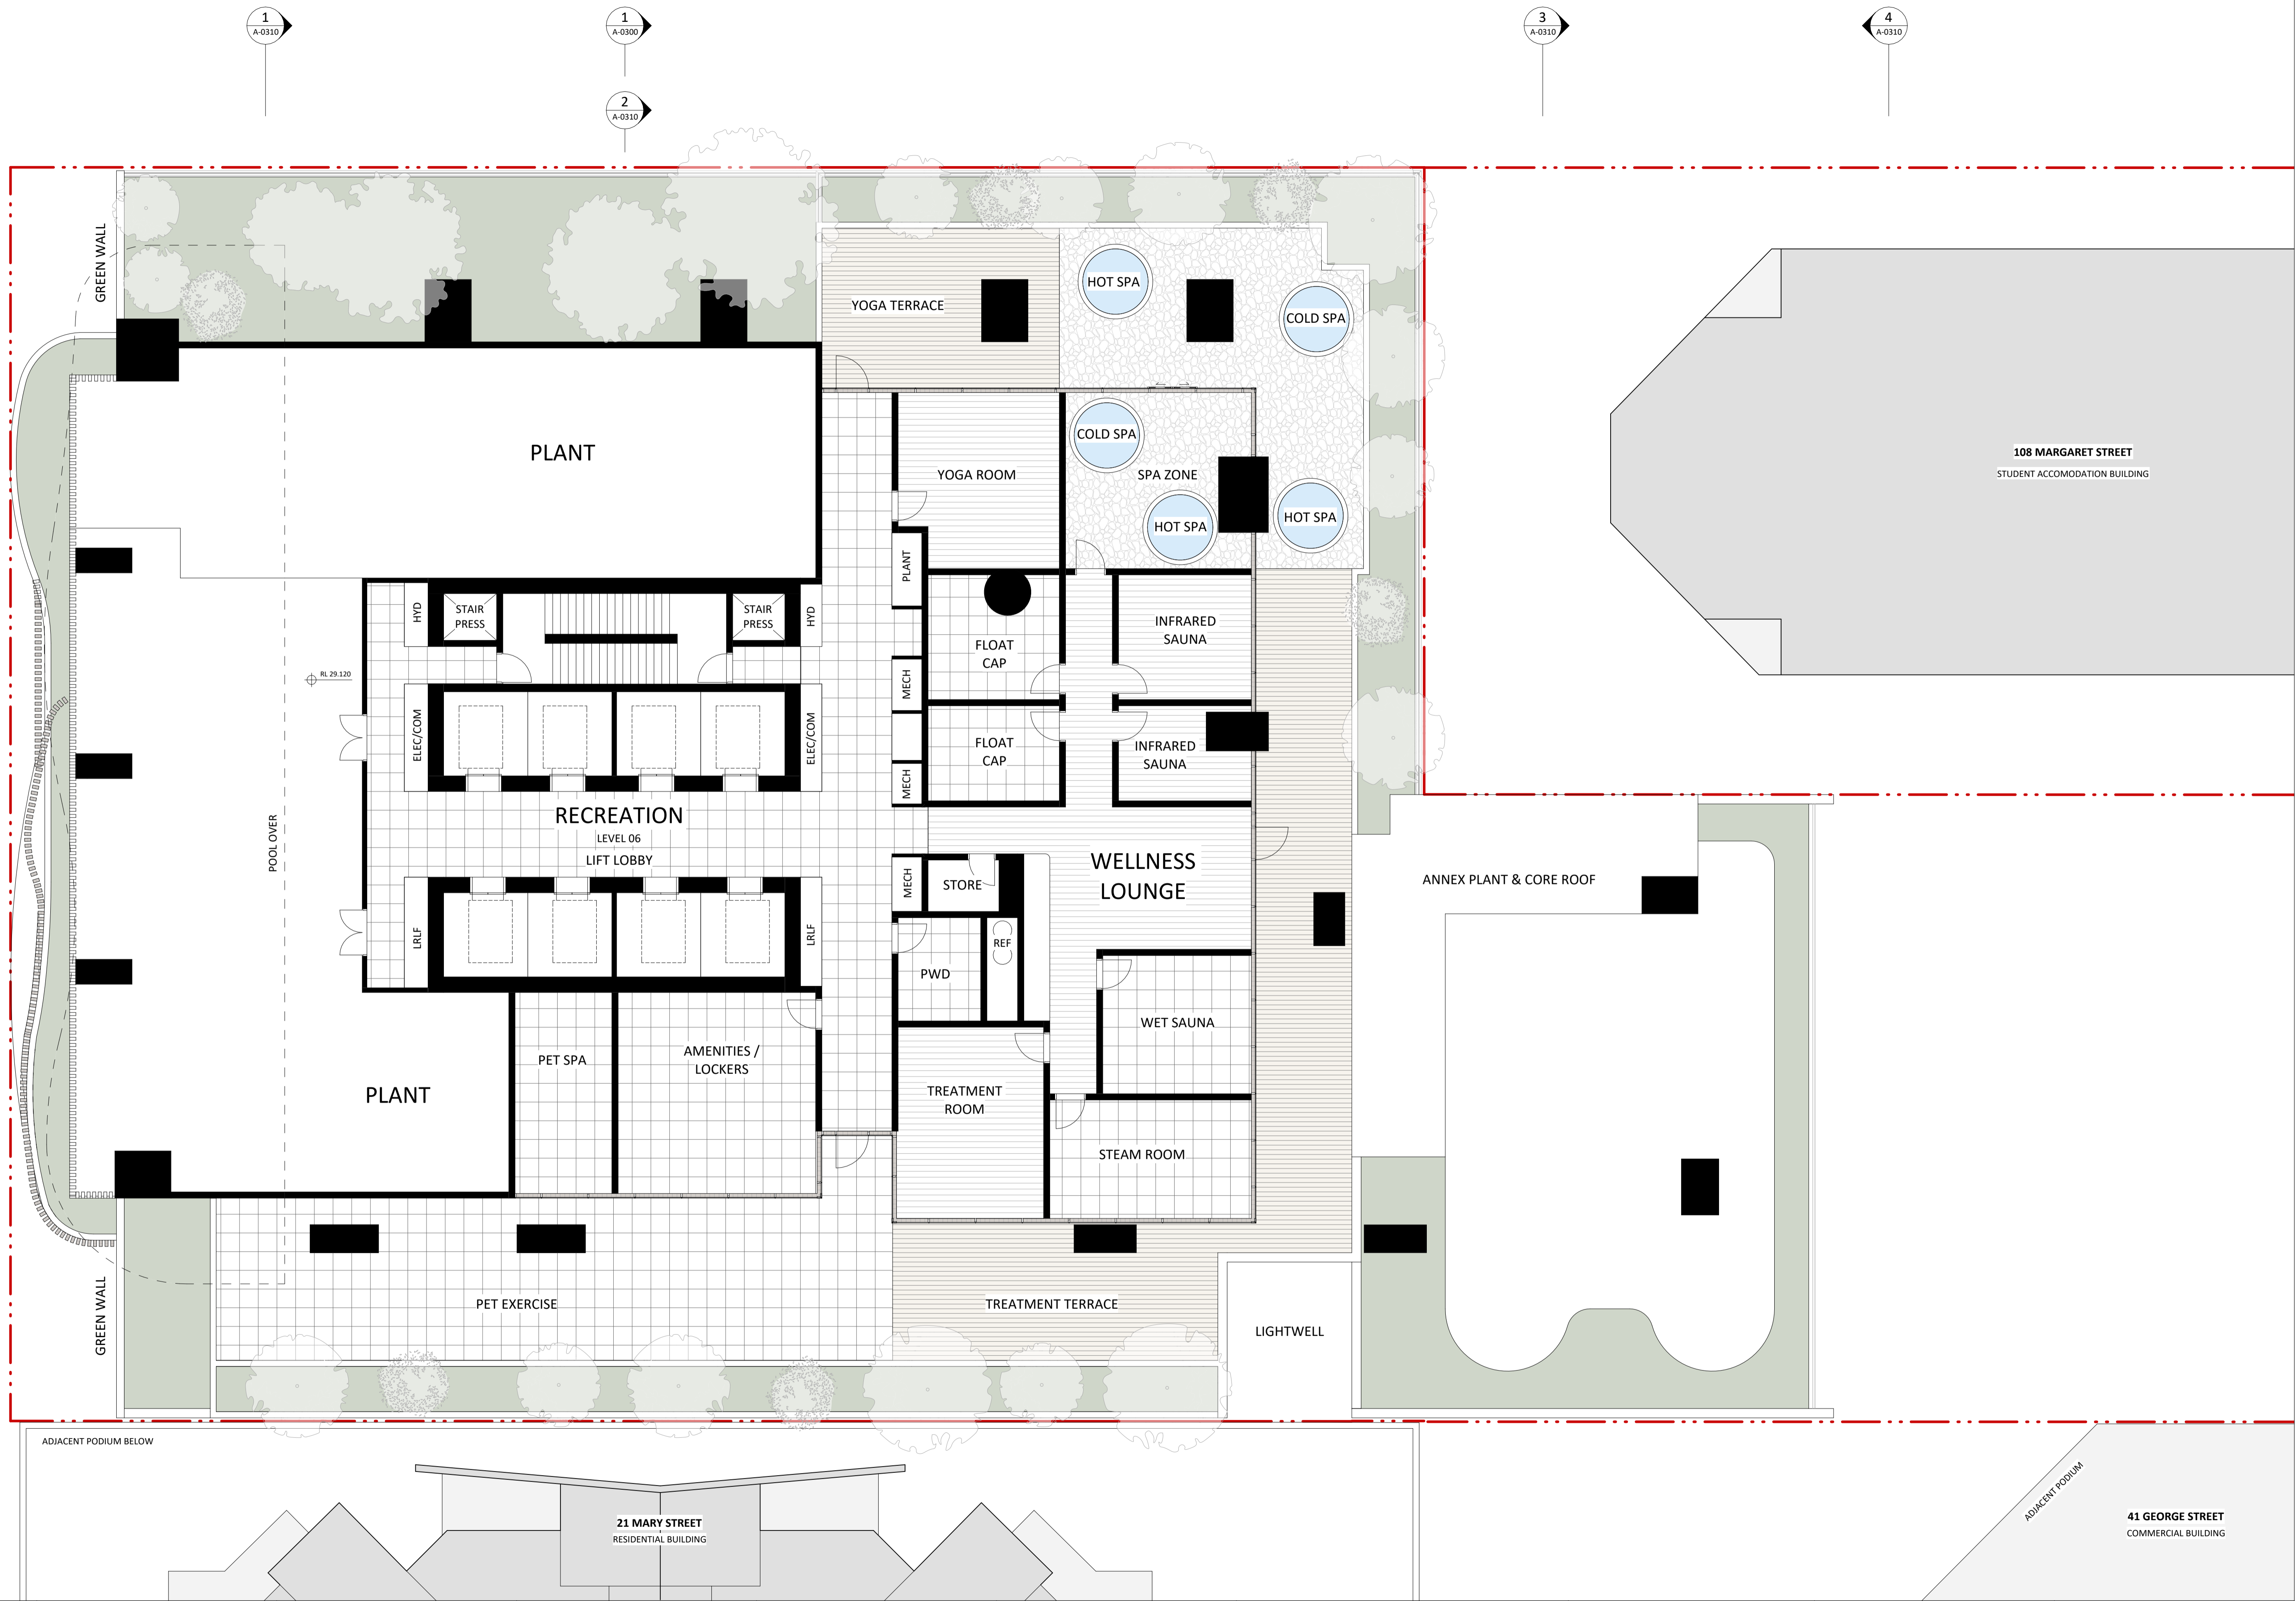 1
A-0310
1
A-0300
3
A-0310
4
A-0310
2
A-0310
GREEN WALL
HOT SPA
YOGA TERRACE
COLD SPA
PLANT
COLD SPA
YOGA ROOM
SPA ZONE
HOT SPA
HOT SPA
108 MARGARET STREET
STUDENT ACCOMODATION BUILDING
PLANT
HYD
STAIR
PRESS
STAIR
PRESS
HYD
FLOAT
CAP
INFRARED
SAUNA
RL 29.120
MECH
ELEC/COM
ELEC/COM
FLOAT
CAP
INFRARED
SAUNA
MECH
POOL OVER
RECREATION
LEVEL 06
LIFT LOBBY
WELLNESS
LOUNGE
MECH
STORE
ANNEX PLANT & CORE ROOF
LRLF
LRLF
REF
PWD
WET SAUNA
PET SPA
AMENITIES /
LOCKERS
PLANT
TREATMENT
ROOM
STEAM ROOM
GREEN WALL
PET EXERCISE
TREATMENT TERRACE
LIGHTWELL
ADJACENT PODIUM BELOW
21 MARY STREET
RESIDENTIAL BUILDING
ADJACENT PODIUM
41 GEORGE STREET
COMMERCIAL BUILDING